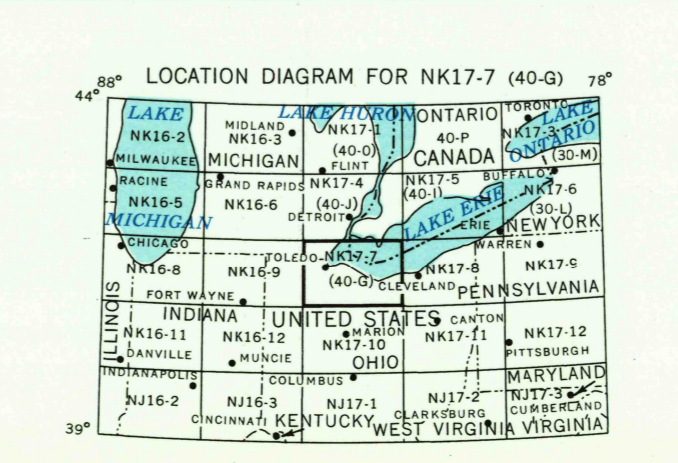 LOCATION DIAGRAM FOR NK17-7 (40-G)
88° 78°
44°
LAKE LAKE HURON ONTARIO TORONTO LAKE
NK16-2 MIDLAND NK17-1 40-P NK17-3 ONTARIO
NK16-3 (40-O) CANADA (30-M)
MILWAUKEE MICHIGAN FLINT BUFFALO
RACINE GRAND RAPIDS NK17-4 NK17-5 NK17-6
NK16-5 NK16-6 (40-J) (40-I) (30-L)
MICHIGAN DETROIT LAKE ERIE ERIE NEW YORK
CHICAGO TOLEDO NK17-7 WARREN
NK16-8 NK16-9 (40-G) CLEVELAND NK17-8 NK17-9
FORT WAYNE PENNSYLVANIA
ILLINOIS INDIANA UNITED STATES CANTON
NK16-11 NK16-12 MARION NK17-11 NK17-12
NK17-10
DANVILLE MUNCIE OHIO PITTSBURGH
INDIANAPOLIS COLUMBUS MARYLAND
NJ16-2 NJ16-3 NJ17-1 NJ17-2 NJ17-3
CLARKSBURG CUMBERLAND
39° CINCINNATI KENTUCKY WEST VIRGINIA VIRGINIA